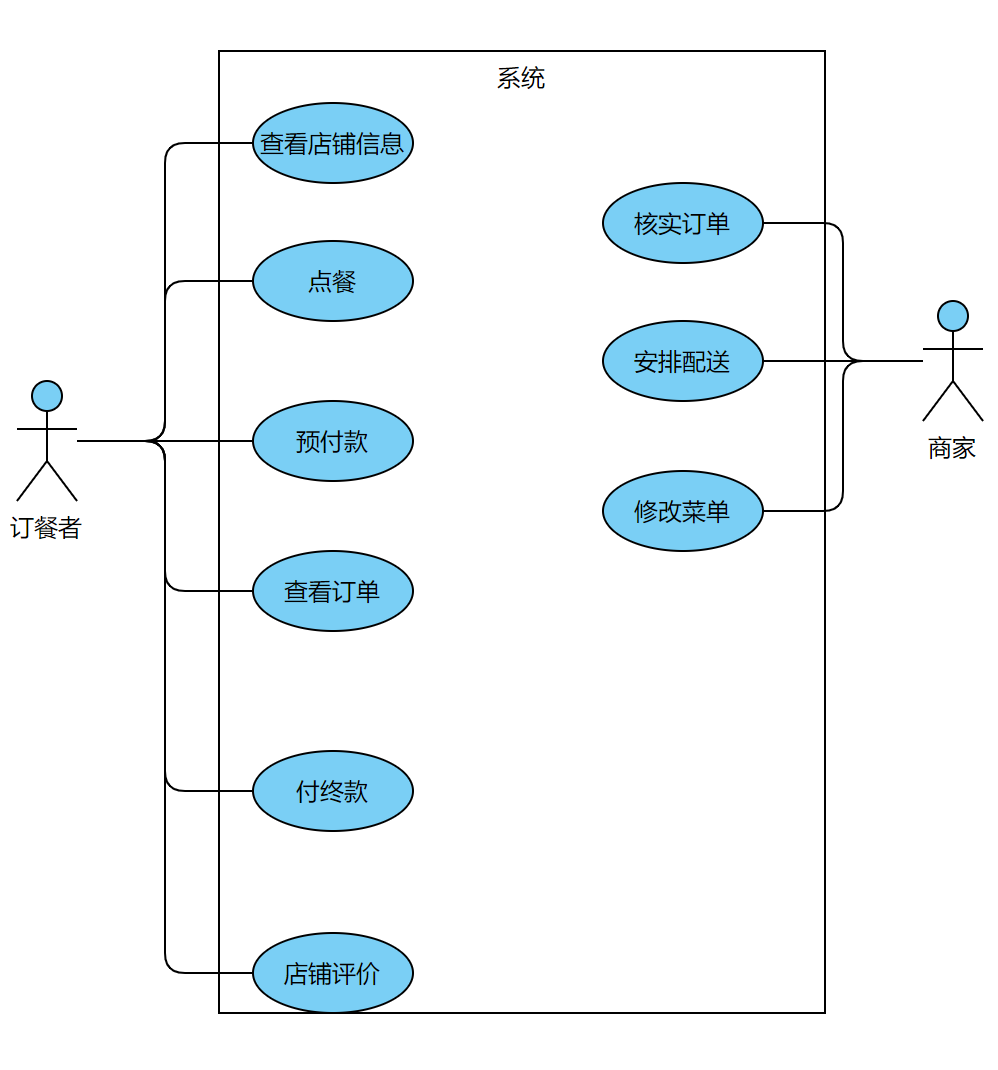 系统
查看店铺信息
点餐
预付款
查看订单
付终款
店铺评价
核实订单
安排配送
修改菜单
订餐者
商家